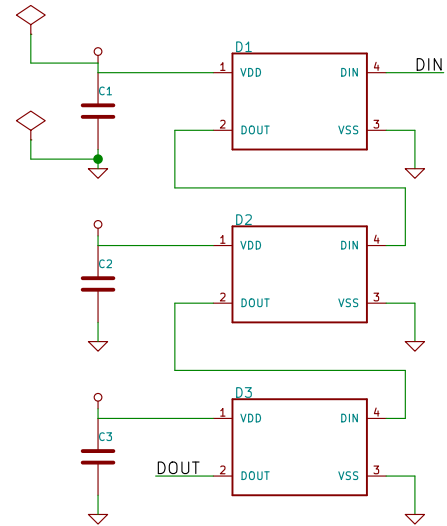 D1
1 VDD DIN 4 DIN
C1
2 DOUT VSS 3
D2
1 VDD DIN 4
C2
2 DOUT VSS 3
D3
1 VDD DIN 4
C3
DOUT 2 DOUT VSS 3